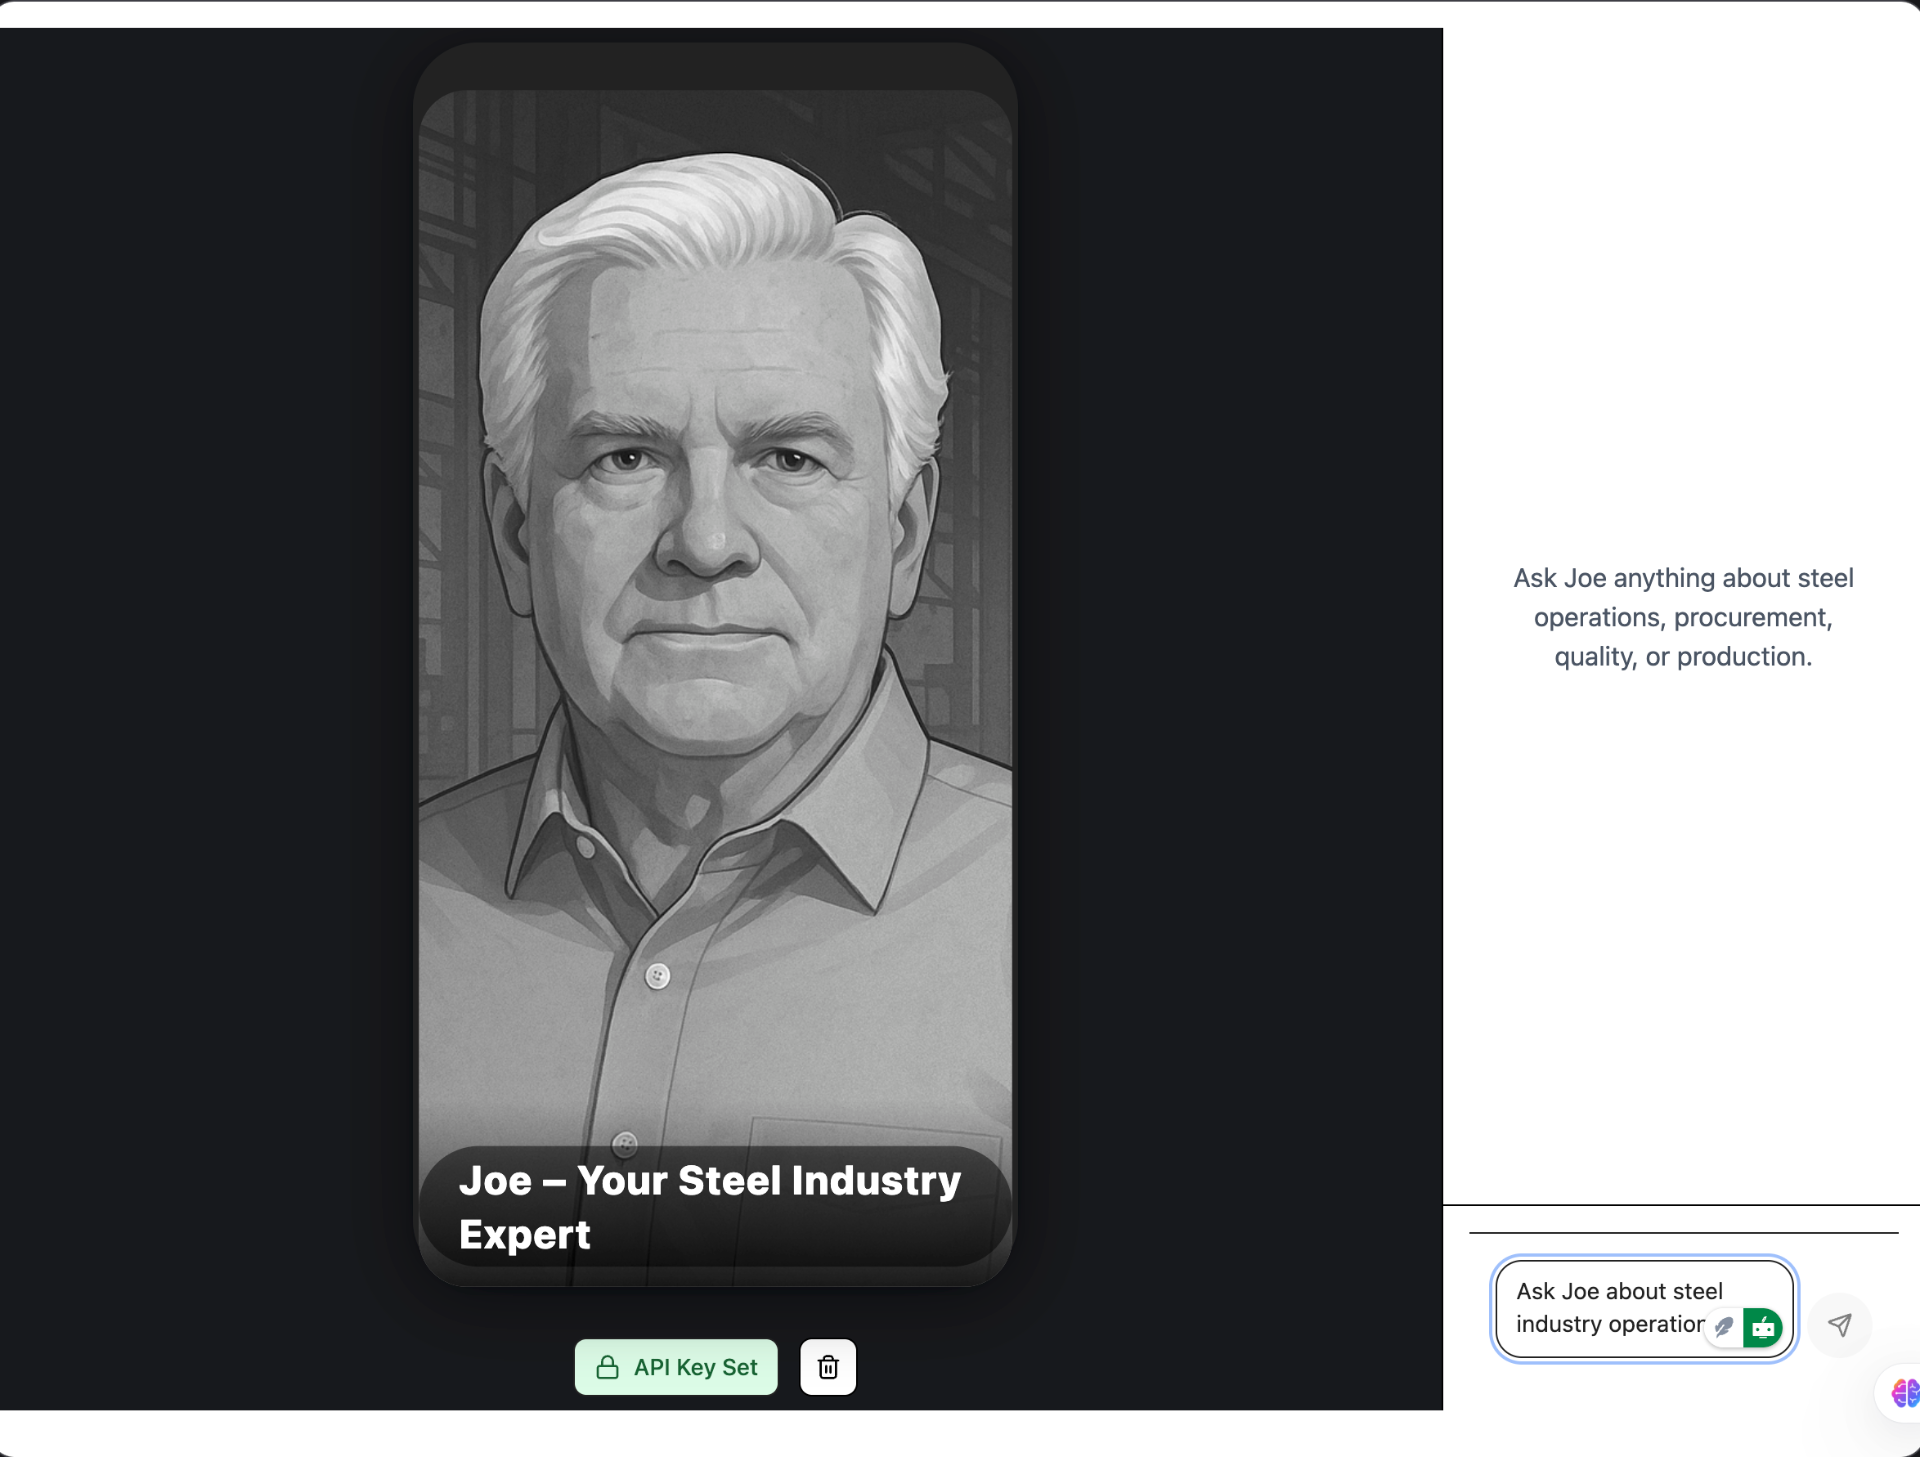 Joe – Your Steel Industry
Expert
API Key Set
Ask Joe anything about steel
operations, procurement,
quality, or production.
Ask Joe about steel
industry operation